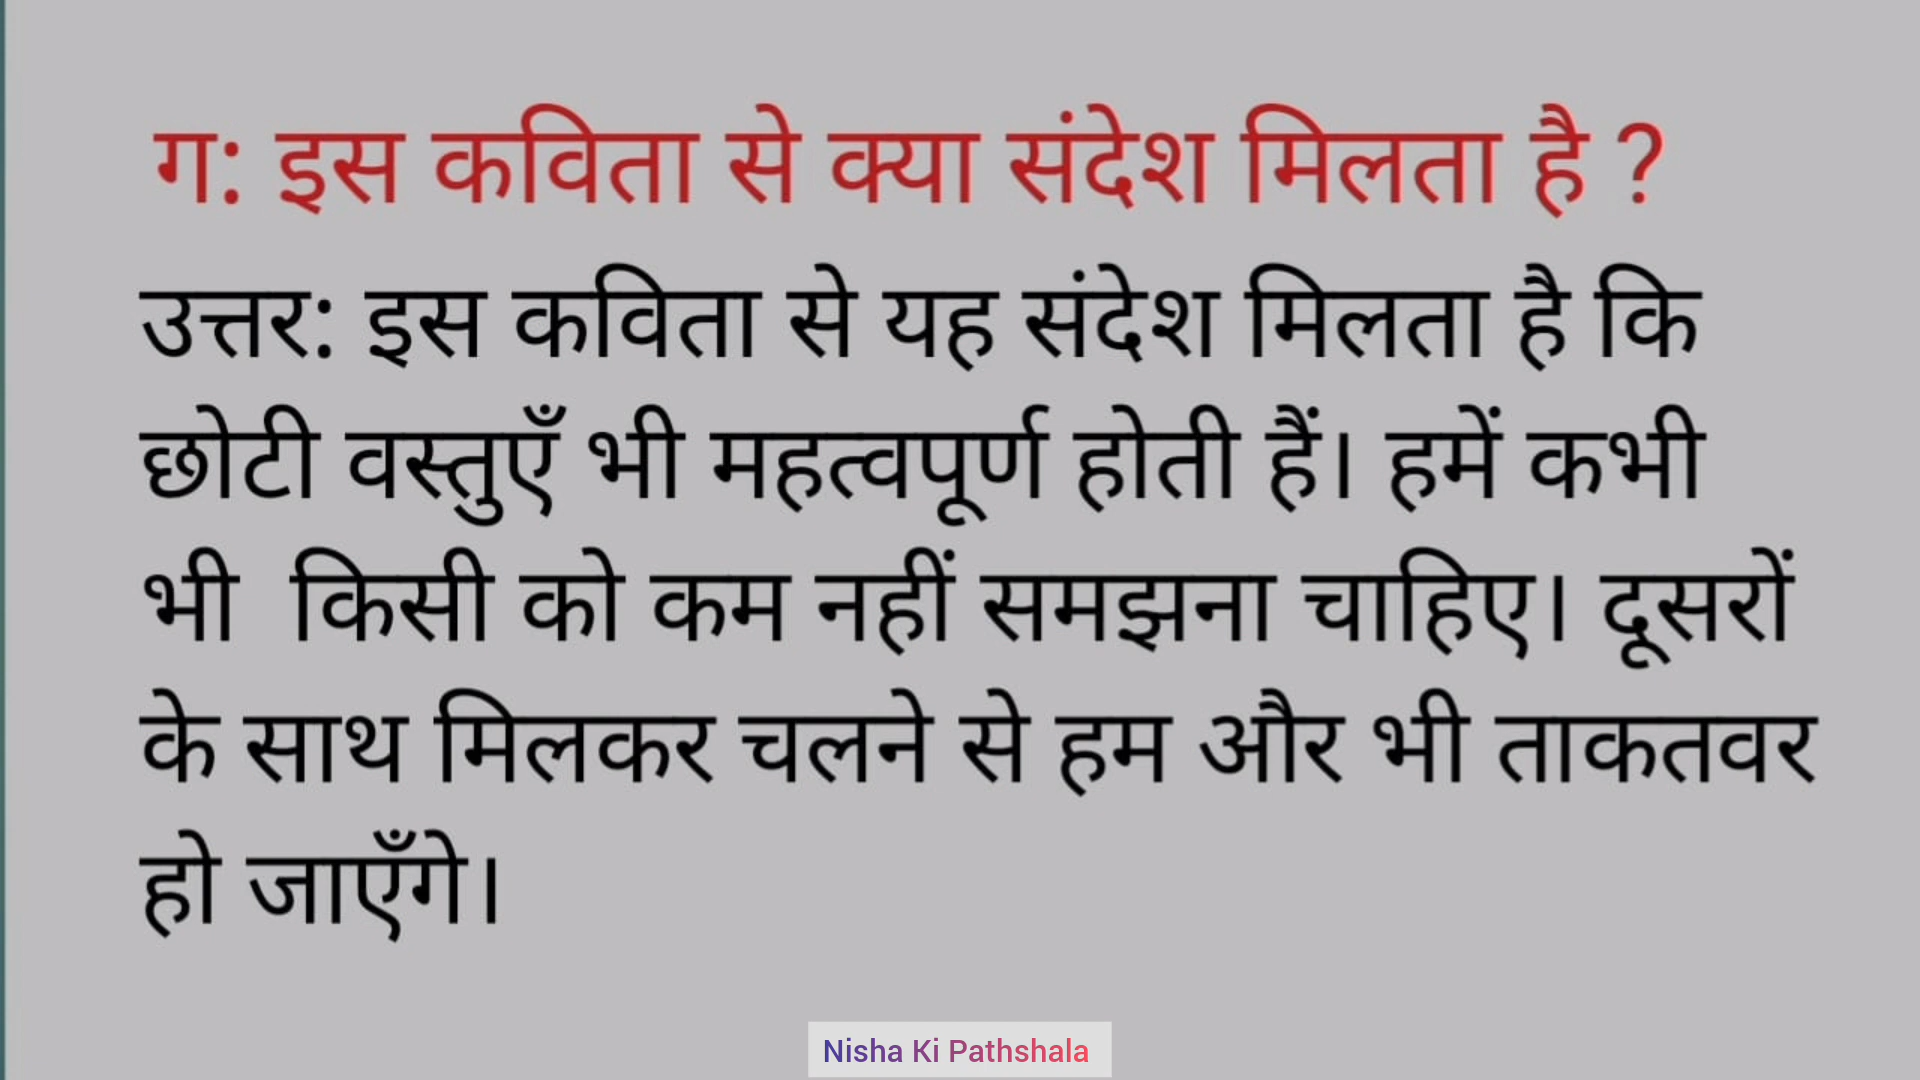 ग: इस कविता से क्या संदेश मिलता है ?
उत्तर: इस कविता से यह संदेश मिलता है कि
छोटी वस्तुएँ भी महत्वपूर्ण होती हैं। हमें कभी
भी  किसी को कम नहीं समझना चाहिए। दूसरों
के साथ मिलकर चलने से हम और भी ताकतवर
हो जाएँगे।
Nisha Ki Pathshala